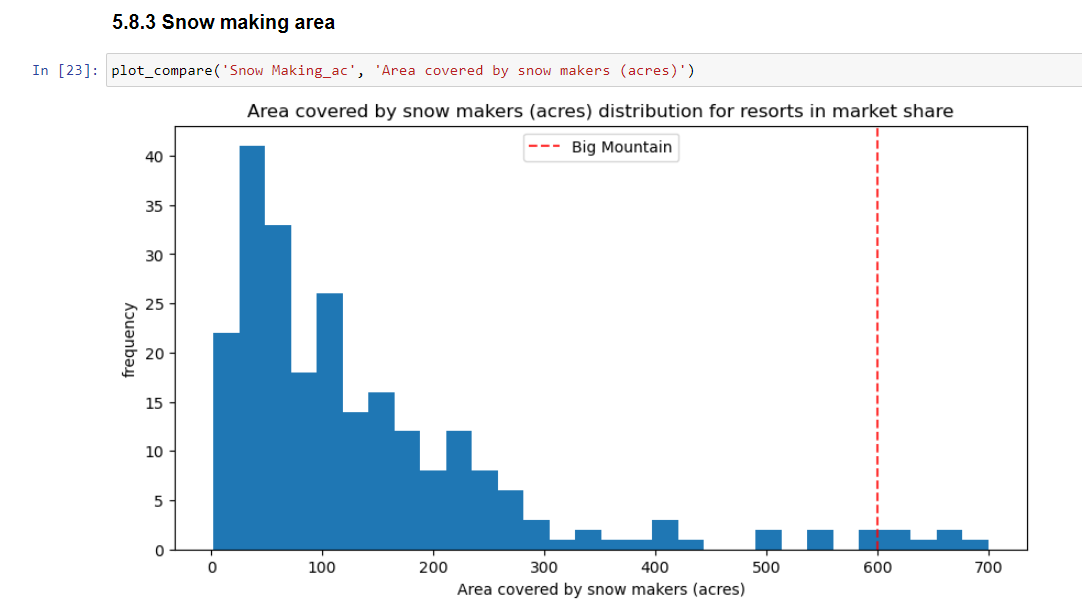 5.8.3 Snow making area
In [23]: plot_compare('Snow Making_ac', 'Area covered by snow makers (acres)')
Area covered by snow makers (acres) distribution for resorts in market share
Big Mountain
40
35
30
25
20
15
10
5
0
frequency
0 100 200 300 400 500 600 700
Area covered by snow makers (acres)